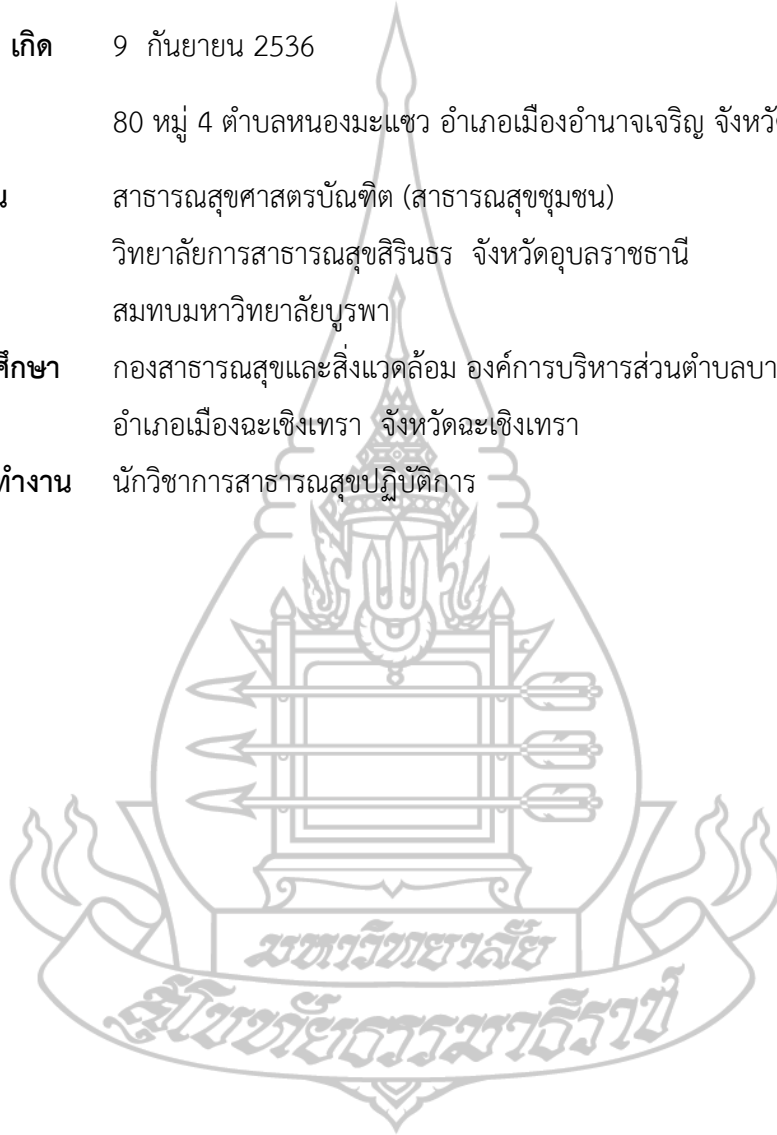 เกิด 9 กันยายน 2536
80 หมู่ 4 ตำบลหนองมะแซว อำเภอเมืองอำนาจเจริญ
สาธารณสุขศาสตรบัณฑิต (สาธารณสุขชุมชน)
วิทยาลัยการสาธารณสุขสิรินธร จังหวัดอุบลราชธานี
สมทบมหาวิทยาลัยบูรพา
กองสาธารณสุขและสิ่งแวดล้อม องค์การบริหารส่วนตำบล
อำเภอเมืองฉะเชิงเทรา จังหวัดฉะเชิงเทรา
ทำงาน นักวิชาการสาธารณสุขปฏิบัติการ
มหาวิทยาลัย
สุโขทัยธรรมาธิราช